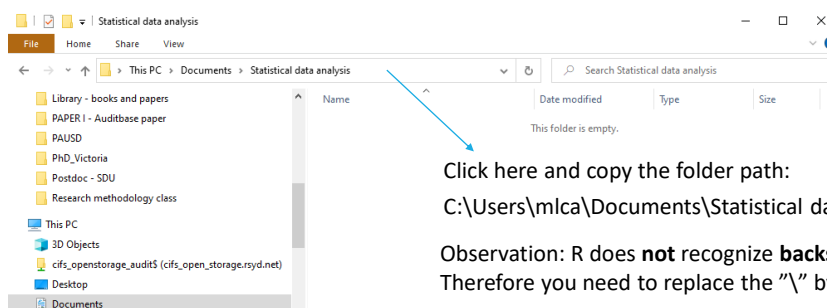 Statistical data analysis
File Home Share View
This PC > Documents > Statistical data analysis
Search Statistical data analysis
Name Date modified Type Size
This folder is empty.
Library - books and papers
PAPER I - Auditbase paper
PAUSD
PhD_Victoria
Postdoc - SDU
Research methodology class
This PC
3D Objects
cifs_openstorage_audit$ (cifs_open_storage.rsyd.net)
Desktop
Documents
Click here and copy the folder path:
C:\Users\mlca\Documents\Statistical da
Observation: R does not recognize backs
Therefore you need to replace the ”\” b